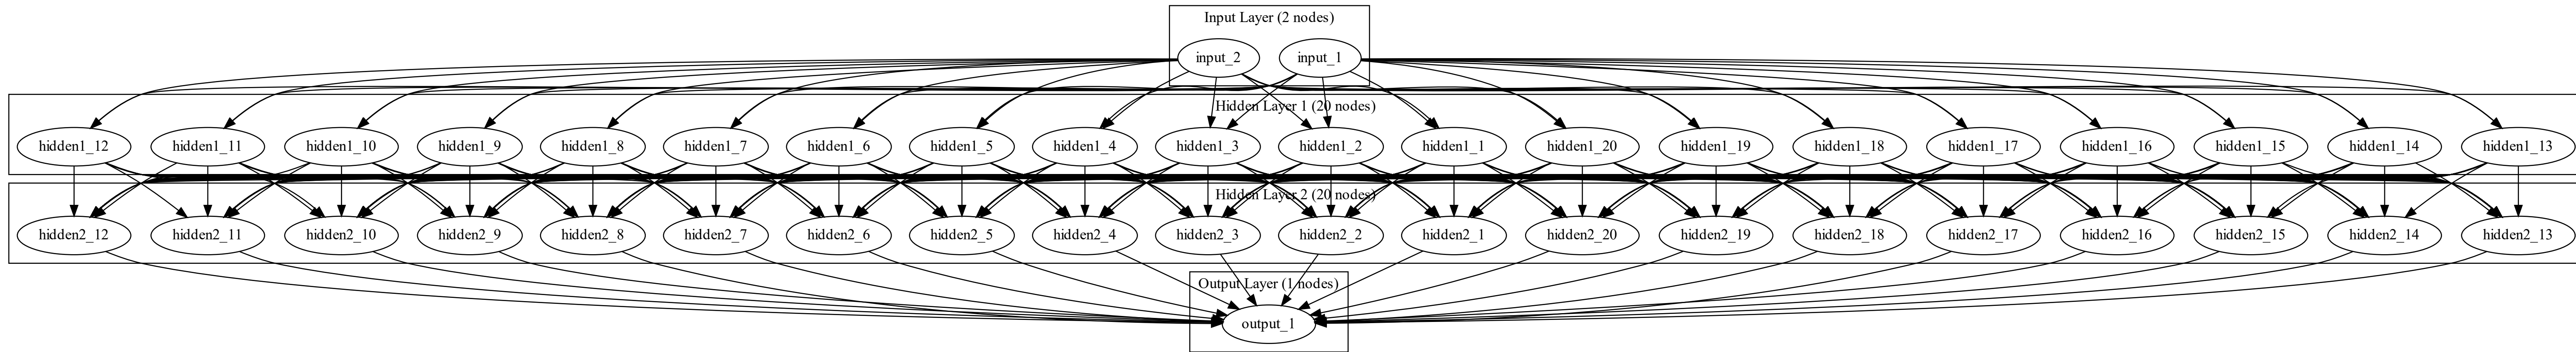 Input Layer (2 nodes)
input_2 input_1
Hidden Layer 1 (20 nodes)
hidden1_12 hidden1_11 hidden1_10 hidden1_9 hidden1_8 hidden1_7 hidden1_6 hidden1_5 hidden1_4 hidden1_3 hidden1_2 hidden1_1 hidden1_20 hidden1_19 hidden1_18 hidden1_17 hidden1_16 hidden1_15 hidden1_14 hidden1_13
Hidden Layer 2 (20 nodes)
hidden2_12 hidden2_11 hidden2_10 hidden2_9 hidden2_8 hidden2_7 hidden2_6 hidden2_5 hidden2_4 hidden2_3 hidden2_2 hidden2_1 hidden2_20 hidden2_19 hidden2_18 hidden2_17 hidden2_16 hidden2_15 hidden2_14 hidden2_13
Output Layer (1 nodes)
output_1